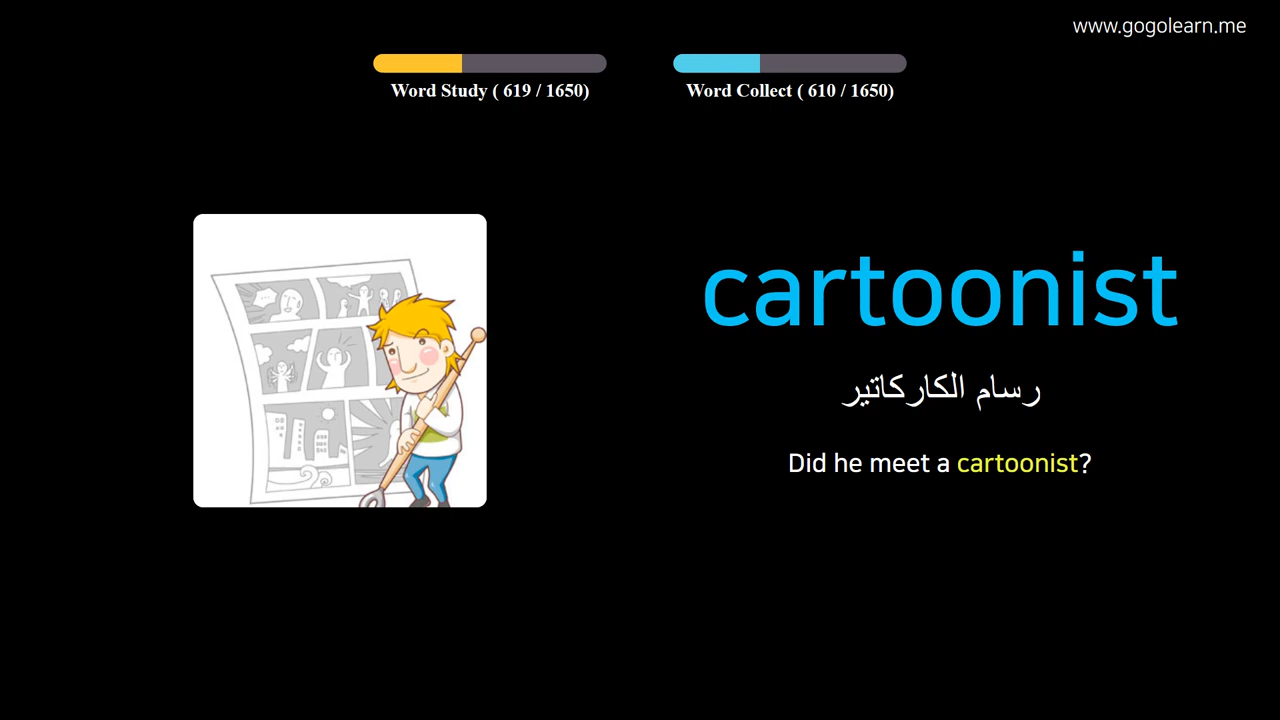 www.gogolearn.me
Word Study ( 619 / 1650)
Word Collect ( 610 / 1650)
cartoonist
رسام الكاركاتير
Did he meet a cartoonist?